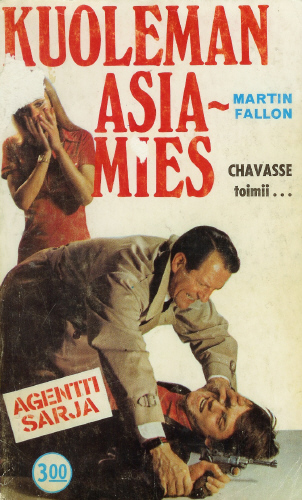 KUOLEMAN
ASIA-
MIES
MARTIN
FALLON
CHAVASSE
toimii...
AGENTTI
SARJA
3.00